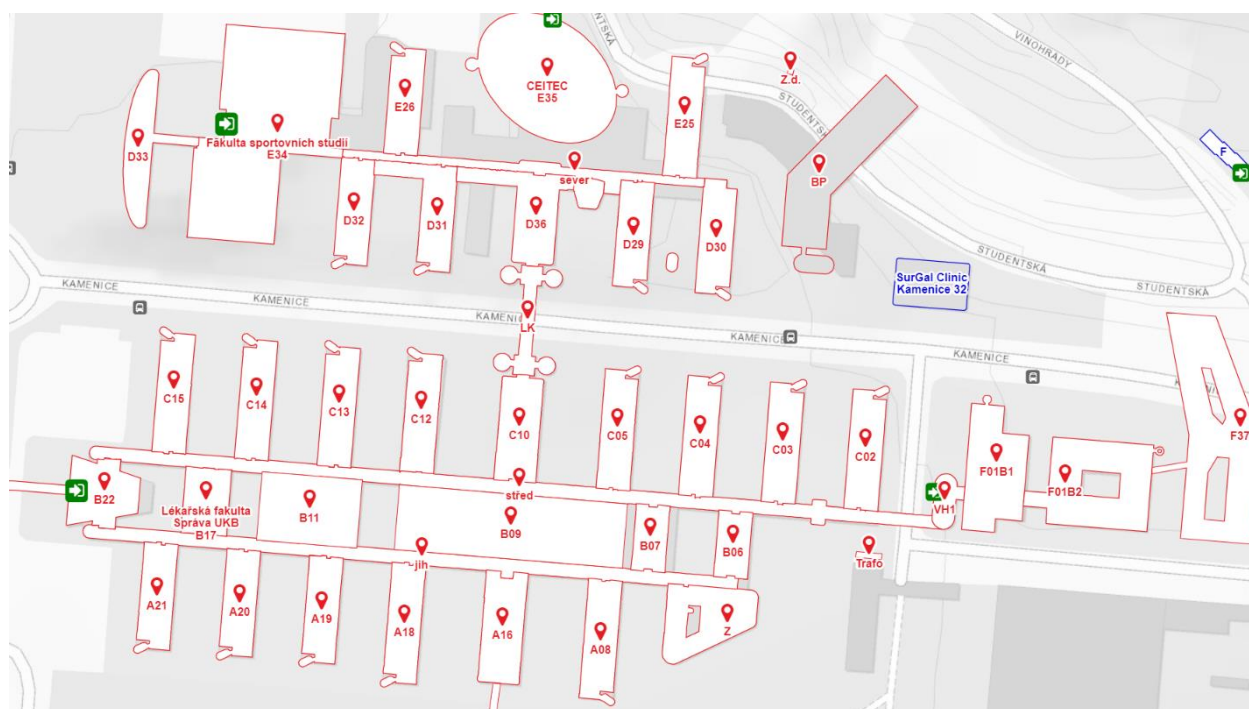 STUDENTSKÁ
VINOHRADY
CEITEC
E35
Z.d.
E26
E25
STUDENTSKÁ
Fakulta sportovních studií
E34
D33
F
sever
BP
D32
D31
D36
D29
D30
STUDENTSKÁ
SurGal Clinic
Kamenice 32
STUDENTSKÁ
KAMENICE
KAMENICE
KAMENICE
LK
KAMENICE
KAMENICE
C15
C14
C13
C12
C10
C05
C04
C03
C02
F37
F01B1
F01B2
B22
střed
VH1
Lékařská fakulta
Správa UKB
B17
B11
B09
B07
B06
Trafo
jih
A21
A20
A19
A18
A16
A08
Z